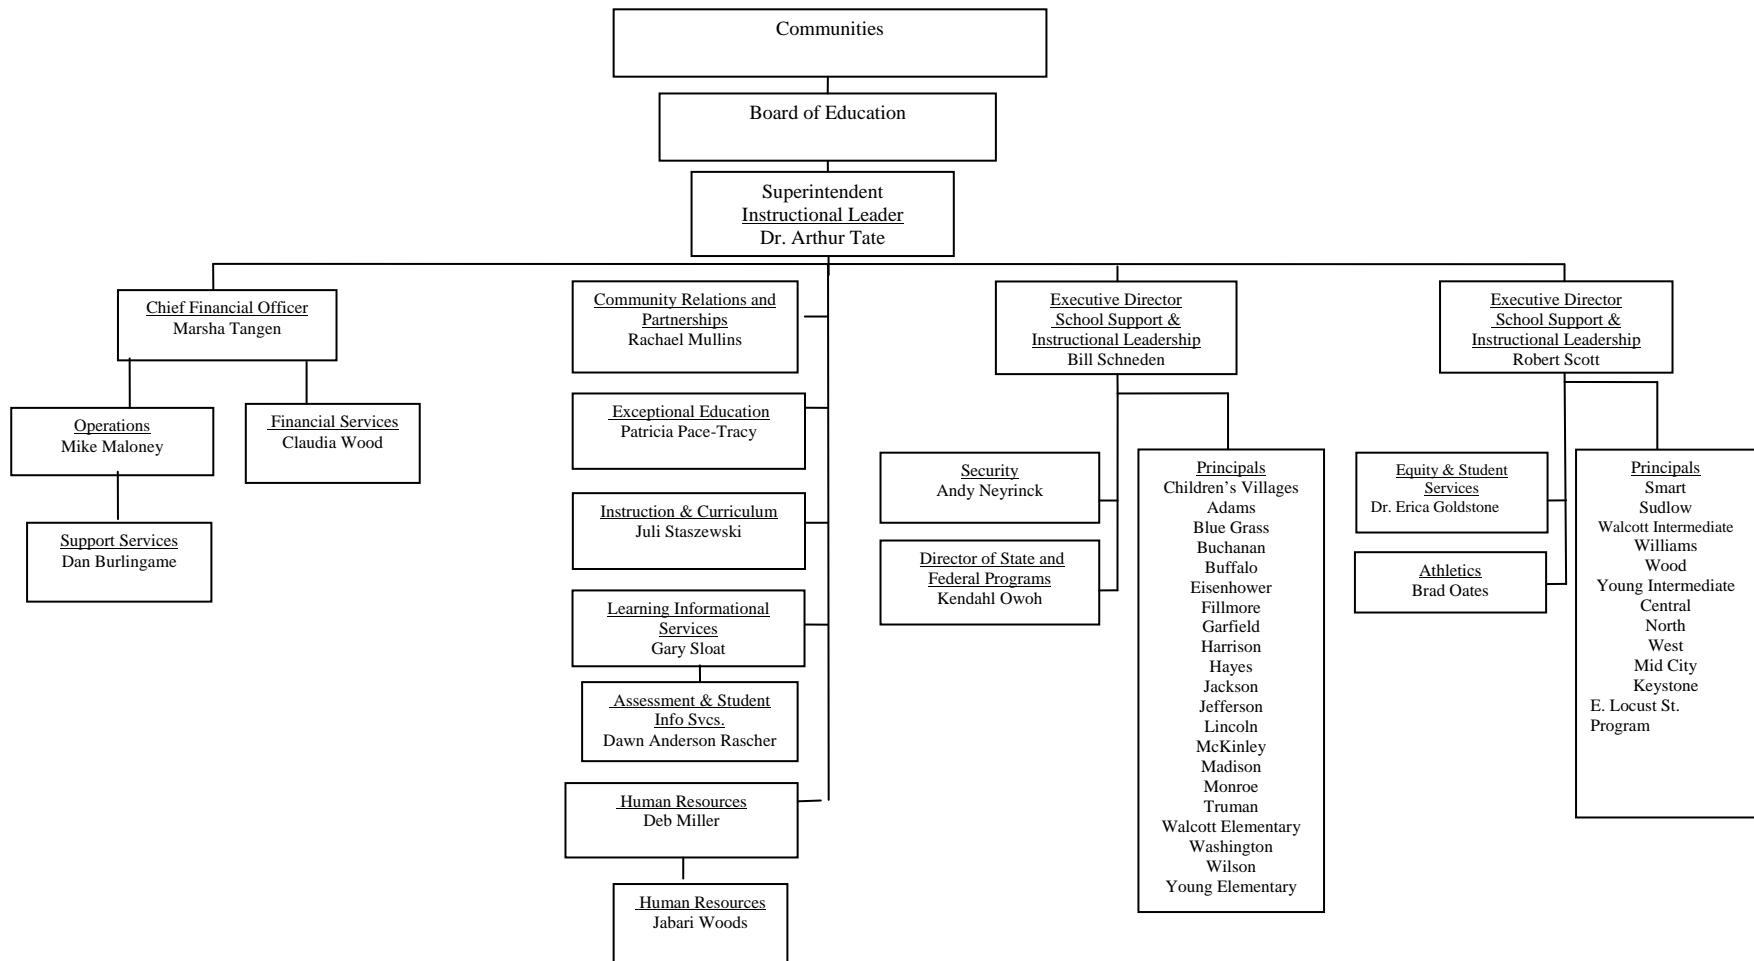 Communities
Board of Education
Superintendent
Instructional Leader
Dr. Arthur Tate
Chief Financial Officer
Marsha Tangen
Operations
Mike Maloney
Financial Services
Claudia Wood
Support Services
Dan Burlingame
Community Relations and
Partnerships
Rachael Mullins
Exceptional Education
Patricia Pace-Tracy
Instruction & Curriculum
Juli Staszewski
Learning Informational
Services
Gary Sloat
Assessment & Student
Info Svcs.
Dawn Anderson Rascher
Human Resources
Deb Miller
Human Resources
Jabari Woods
Executive Director
School Support &
Instructional Leadership
Bill Schneden
Security
Andy Neyrinck
Director of State and
Federal Programs
Kendahl Owoh
Principals
Children’s Villages
Adams
Blue Grass
Buchanan
Buffalo
Eisenhower
Fillmore
Garfield
Harrison
Hayes
Jackson
Jefferson
Lincoln
McKinley
Madison
Monroe
Truman
Walcott Elementary
Washington
Wilson
Young Elementary
Executive Director
School Support &
Instructional Leadership
Robert Scott
Equity & Student
Services
Dr. Erica Goldstone
Athletics
Brad Oates
Principals
Smart
Sudlow
Walcott Intermediate
Williams
Wood
Young Intermediate
Central
North
West
Mid City
Keystone
E. Locust St.
Program